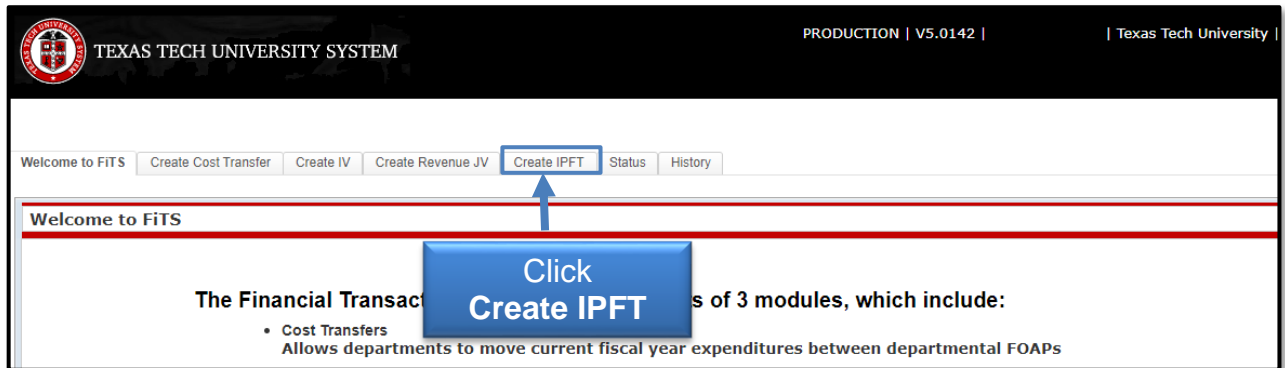 PRODUCTION | V5.0142 | | Texas Tech University |
TEXAS TECH UNIVERSITY SYSTEM
Welcome to FiTS Create Cost Transfer Create IV Create Revenue JV Create IPFT Status History
Welcome to FiTS
Click
Create IPFT
The Financial Transact s of 3 modules, which include:
• Cost Transfers
Allows departments to move current fiscal year expenditures between departmental FOAPs